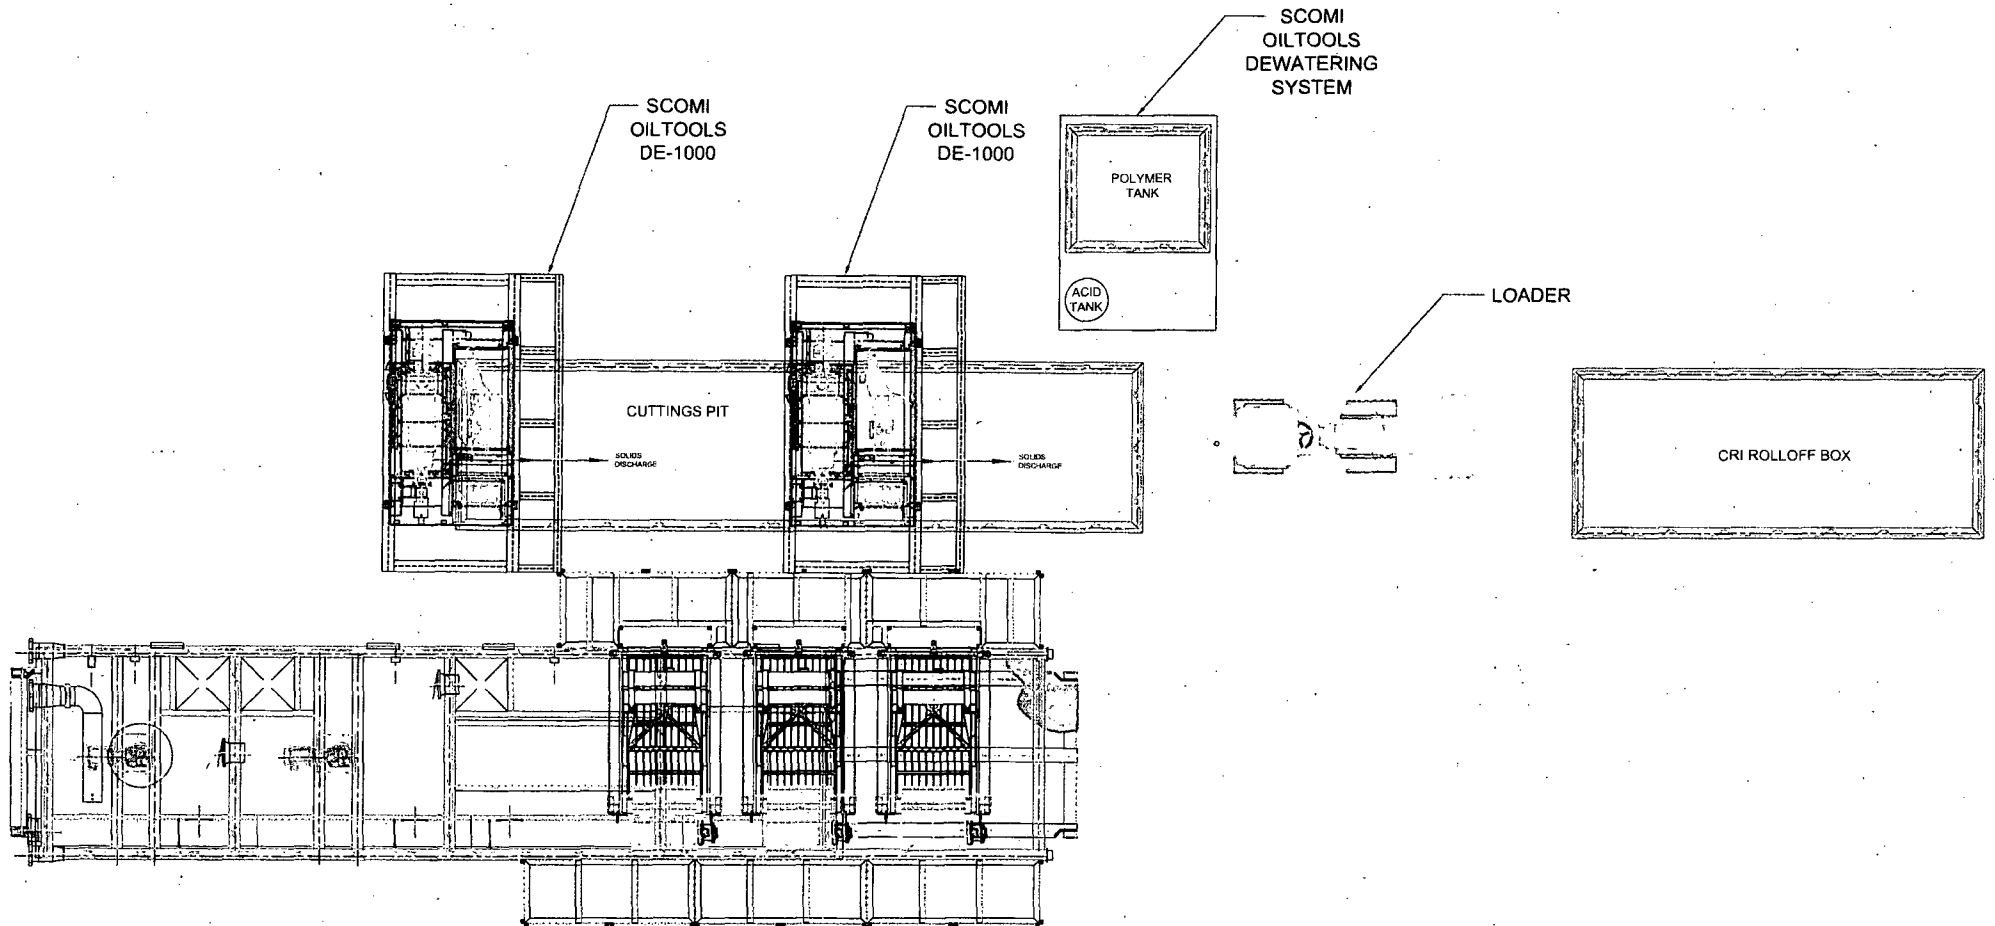 SCOMI
OILTOOLS
DEWATERING
SYSTEM
SCOMI
OILTOOLS
DE-1000
SCOMI
OILTOOLS
DE-1000
POLYMER
TANK
ACID
TANK
LOADER
CUTTINGS PIT
SOLIDS
DISCHARGE
SOLIDS
DISCHARGE
CRI ROLLOFF BOX